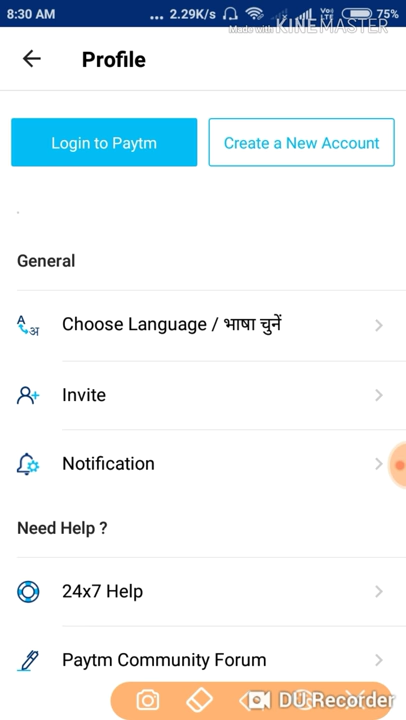 8:30 AM
... 2.29K/s
75%
Made with KINEMASTER
Profile
Login to Paytm
Create a New Account
General
Choose Language / भाषा चुनें
Invite
Notification
Need Help ?
24x7 Help
Paytm Community Forum
DU Recorder